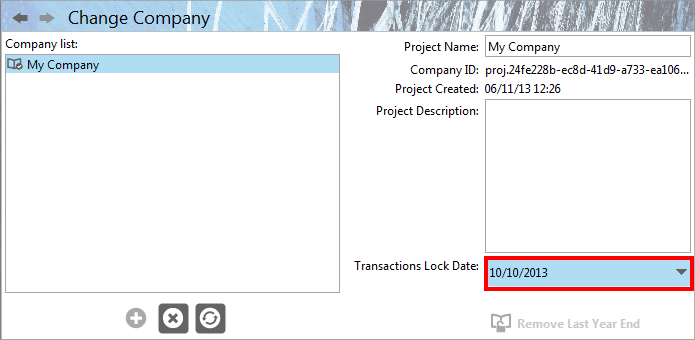 Change Company
Company list:
My Company
Project Name: My Company
Company ID: proj.24fe228b-ec8d-41d9-a733-ea106...
Project Created: 06/11/13 12:26
Project Description:
Transactions Lock Date: 10/10/2013
Remove Last Year End